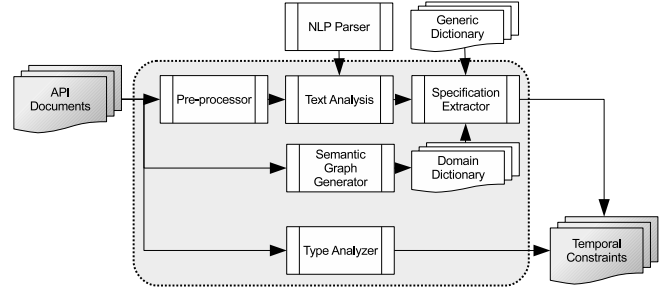 NLP Parser
Generic
Dictionary
API
Documents
Pre-processor
Text Analysis
Specification
Extractor
Semantic
Graph
Generator
Domain
Dictionary
Type Analyzer
Temporal
Constraints